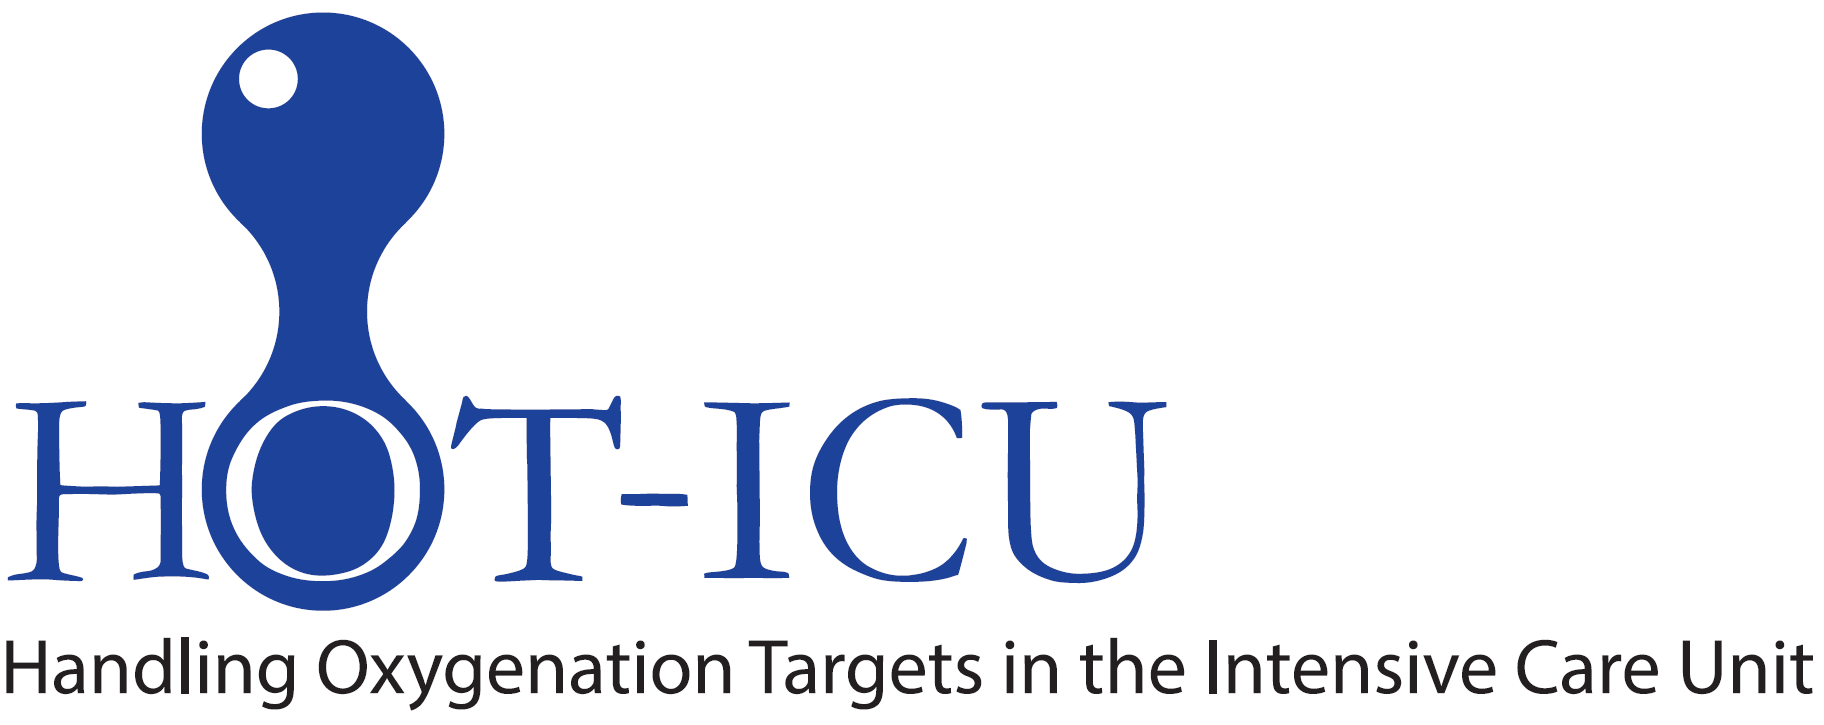 HOT-ICU
Handling Oxygenation Targets in the Intensive Care Unit